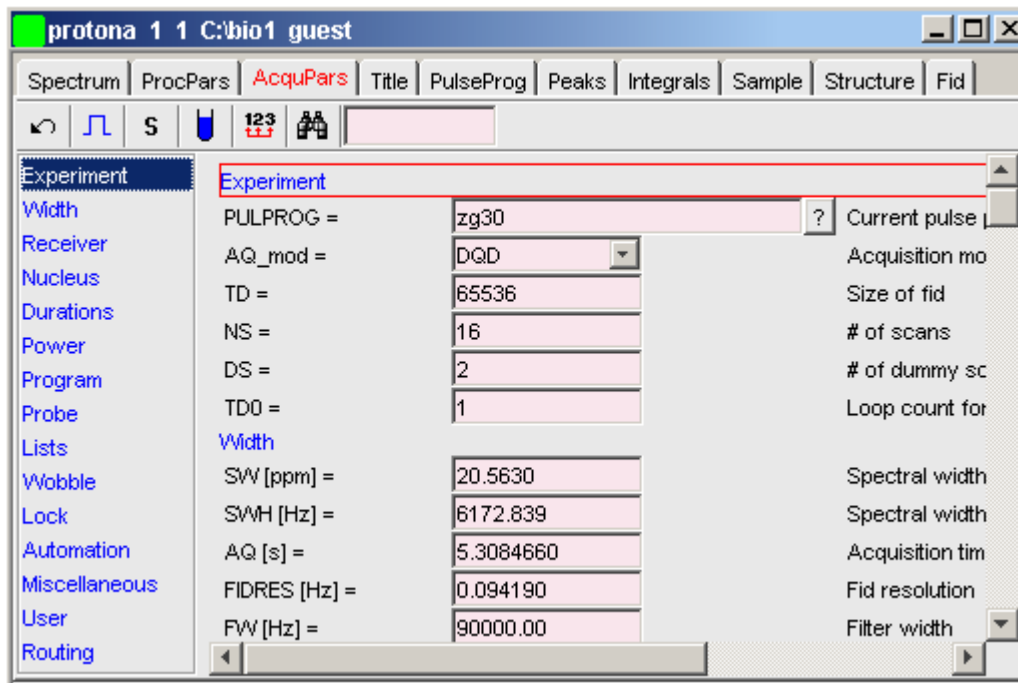 protona 1 1 C:\bio1 guest
Spectrum ProcPars AcquPars Title PulseProg Peaks Integrals Sample Structure Fid
S 123
Experiment
Width
Receiver
Nucleus
Durations
Power
Program
Probe
Lists
Wobble
Lock
Automation
Miscellaneous
User
Routing
Experiment
PULPROG = zg30 ? Current pulse
AQ_mod = DQD Acquisition mo
TD = 65536 Size of fid
NS = 16 # of scans
DS = 2 # of dummy sc
TD0 = 1 Loop count for
Width
SW [ppm] = 20.5630 Spectral width
SWH [Hz] = 6172.839 Spectral width
AQ [s] = 5.3084660 Acquisition tim
FIDRES [Hz] = 0.094190 Fid resolution
FW [Hz] = 90000.00 Filter width